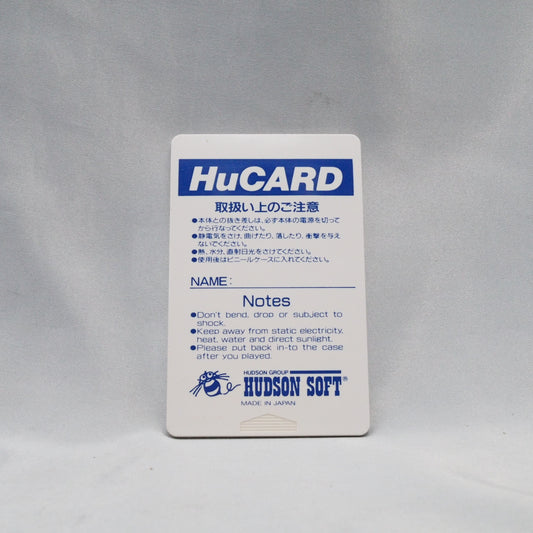 HuCARD
取扱い上のご注意
●本体との抜き差しは、必ず本体の電源を切って
から行なってください。
●静電気をさけ、曲げたり、落したり、衝撃を与え
ないでください。
●熱、水分、直射日光をさけてください。
●使用後はビニールケースに入れてください。
NAME:
Notes
●Don't bend, drop or subject to
shock.
●Keep away from static electricity,
heat, water and direct sunlight.
●Please put back in-to the case
after you played.
HUDSON GROUP
HUDSON SOFT®
MADE IN JAPAN